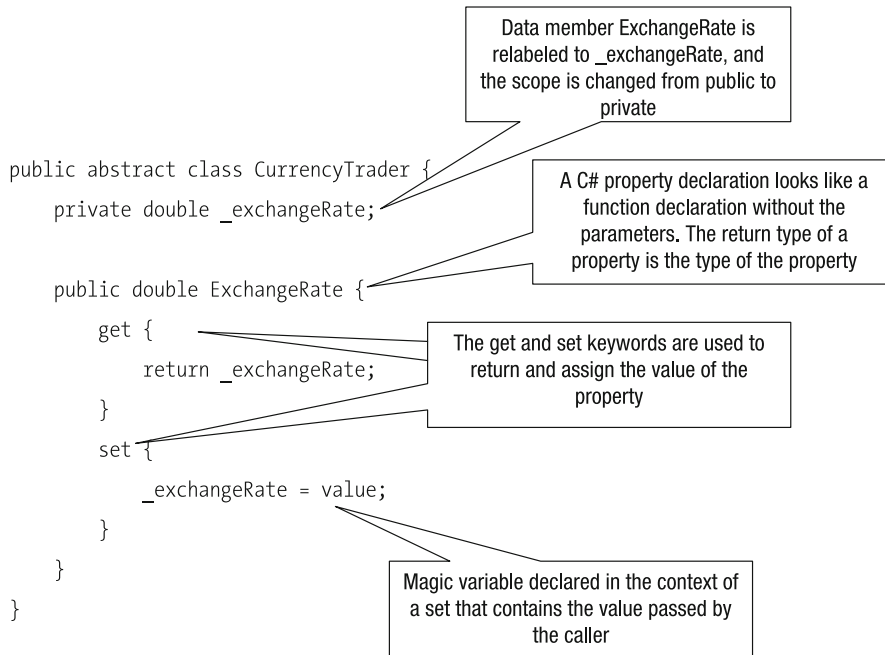 Data member ExchangeRate is
relabeled to _exchangeRate, and
the scope is changed from public to
private
public abstract class CurrencyTrader {
private double _exchangeRate;
A C# property declaration looks like a
function declaration without the
parameters. The return type of a
property is the type of the property
public double ExchangeRate {
get {
return _exchangeRate;
}
The get and set keywords are used to
return and assign the value of the
property
set {
_exchangeRate = value;
}
}
}
Magic variable declared in the context of
a set that contains the value passed by
the caller